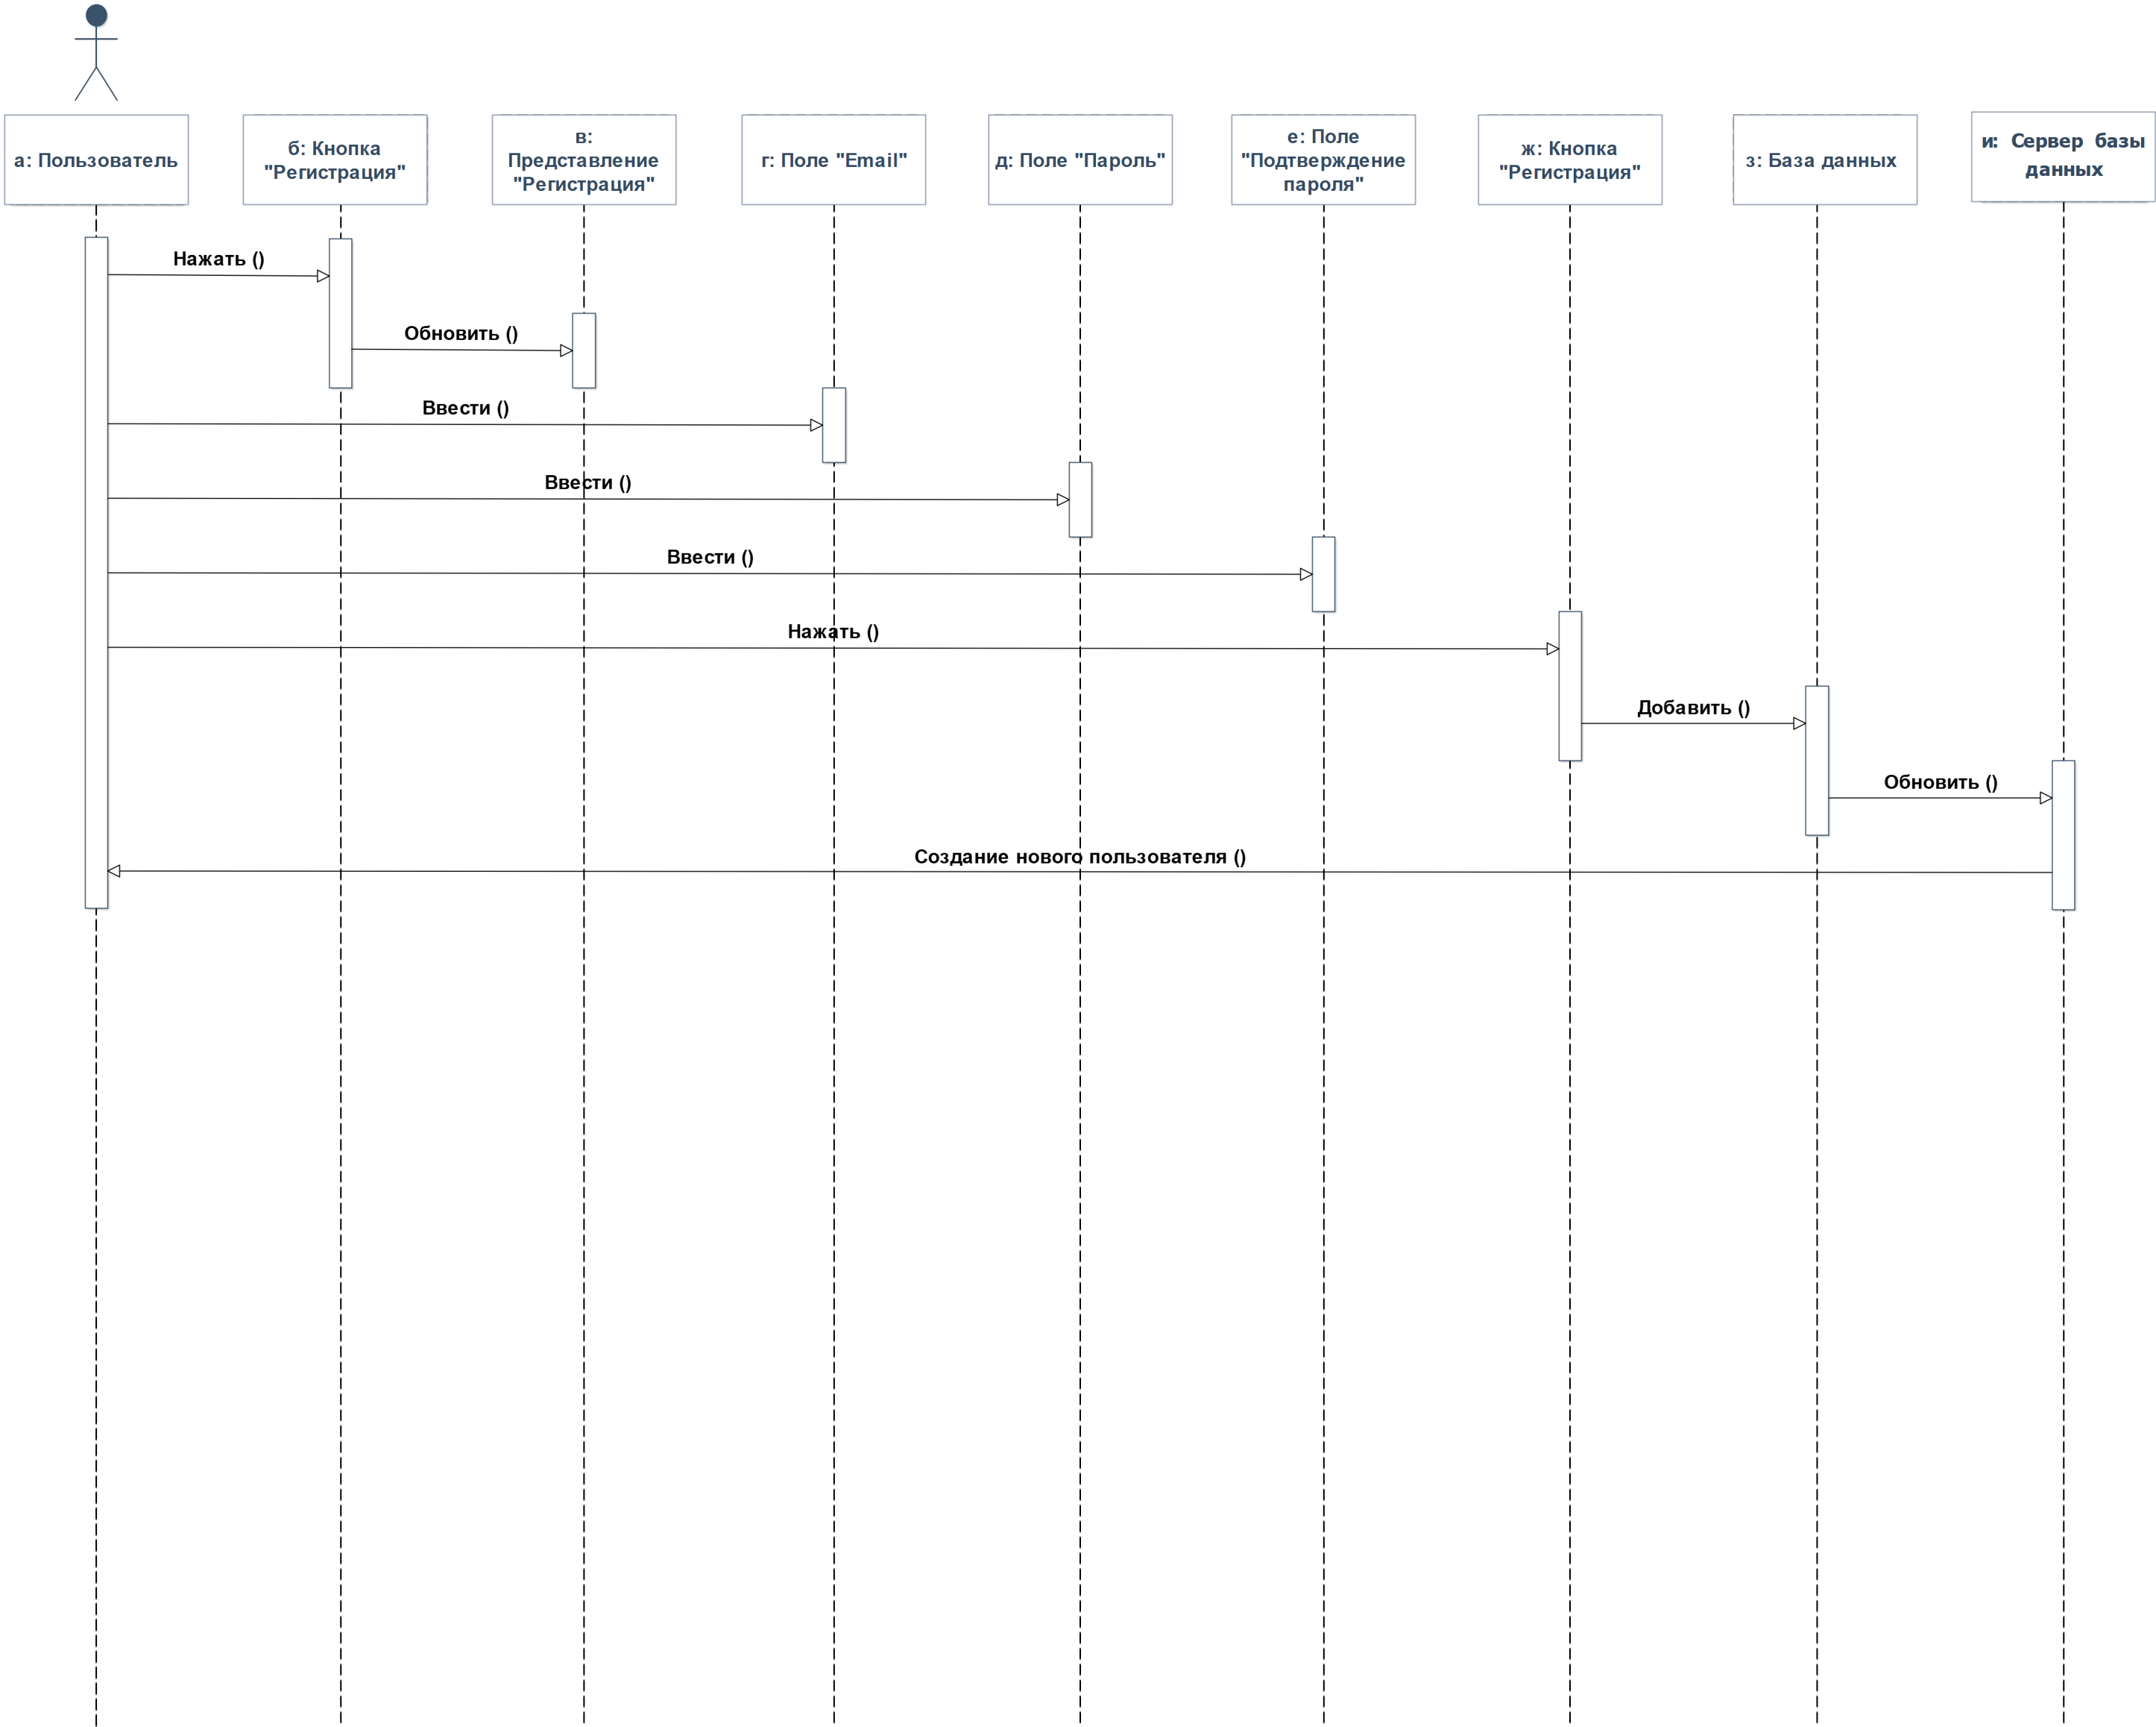 а: Пользователь
б: Кнопка
"Регистрация"
в:
Представление
"Регистрация"
г: Поле "Email"
д: Поле "Пароль"
е: Поле
"Подтверждение
пароля"
ж: Кнопка
"Регистрация"
з: База данных
и: Сервер базы
данных
Нажать ()
Обновить ()
Ввести ()
Ввести ()
Ввести ()
Нажать ()
Добавить ()
Обновить ()
Создание нового пользователя ()